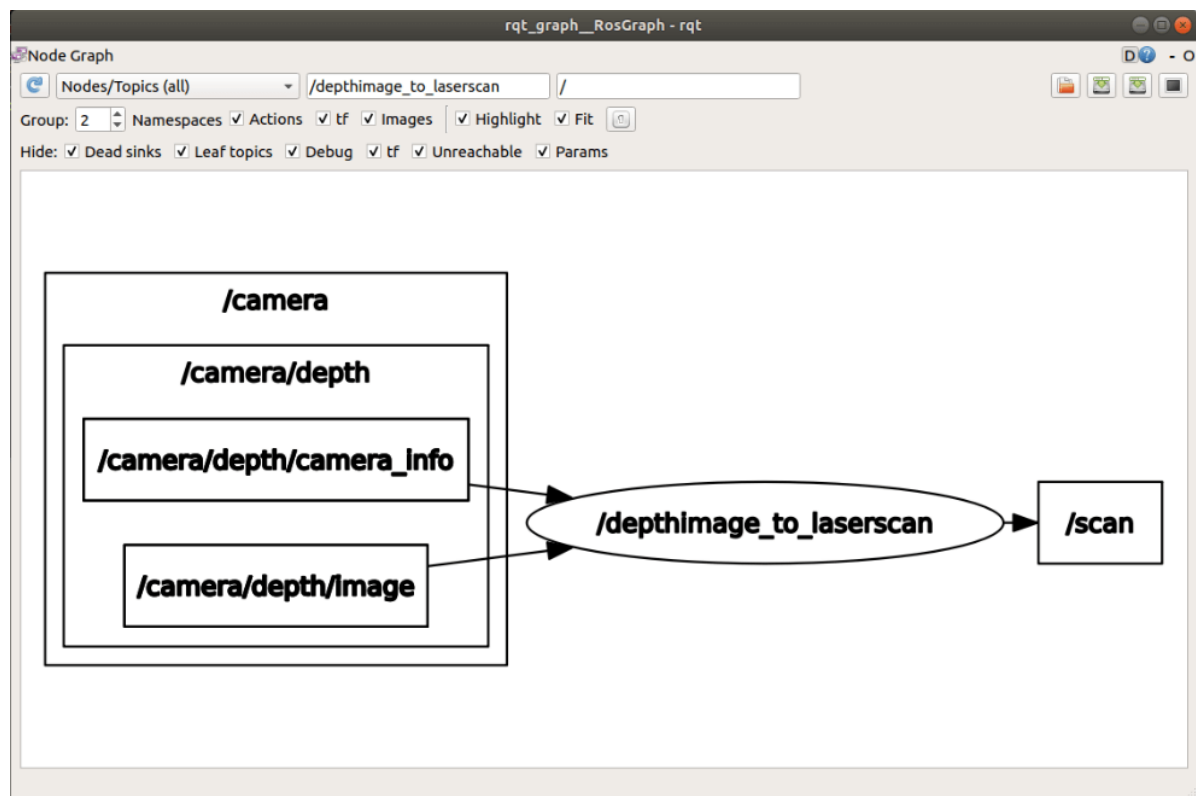 rqt_graph__RosGraph - rqt
Node Graph
D - O
Nodes/Topics (all) /depthimage_to_laserscan /
Group: 2 Namespaces Actions tf Images Highlight Fit
Hide: Dead sinks Leaf topics Debug tf Unreachable Params
/camera
/camera/depth
/camera/depth/camera_info
/depthimage_to_laserscan
/scan
/camera/depth/image